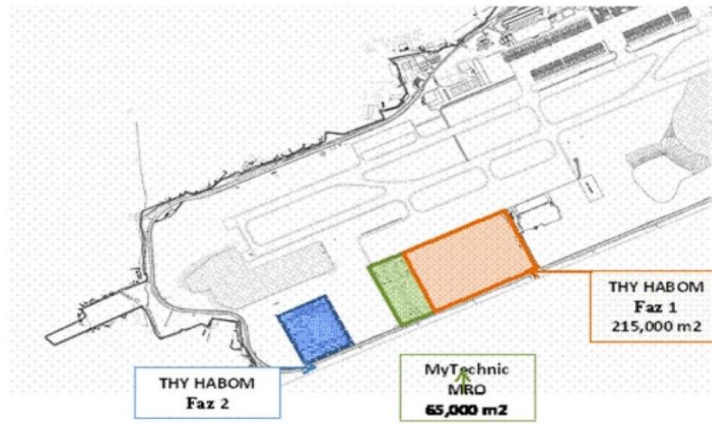 THY HABOM
Faz 1
215,000 m2
MyTechnic
MRO
65,000 m2
THY HABOM
Faz 2